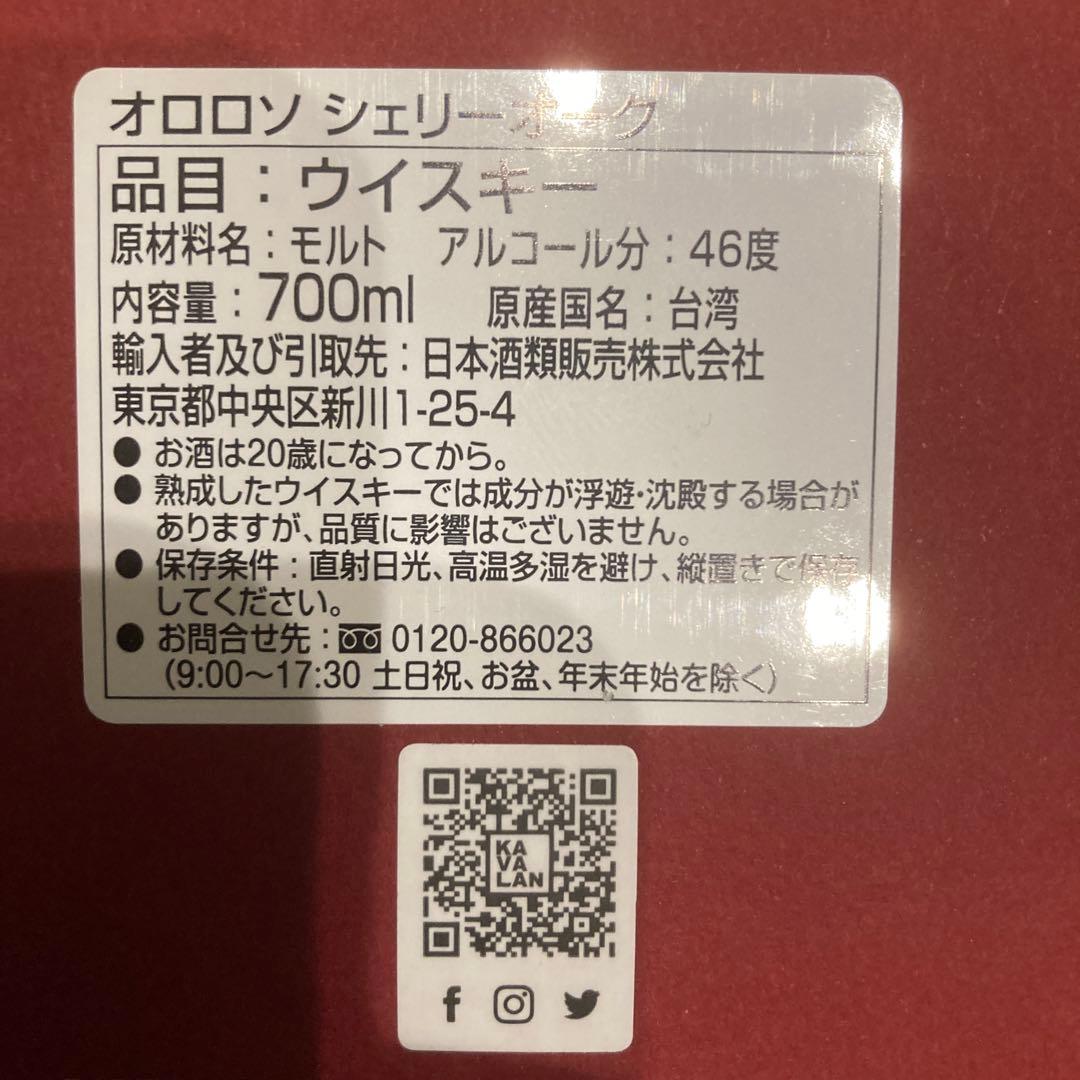 オロロソ シェリーオーク
品目：ウイスキー
原材料名：モルト アルコール分：46度
内容量：700ml 原産国名：台湾
輸入者及び引取先：日本酒類販売株式会社
東京都中央区新川1-25-4
● お酒は20歳になってから。
● 熟成したウイスキーでは成分が浮遊・沈殿する場合が
ありますが、品質に影響はございません。
● 保存条件：直射日光、高温多湿を避け、縦置きで保存
してください。
● お問合せ先：0120-866023
(9:00～17:30 土日祝、お盆、年末年始を除く)
KA
VA
LAN